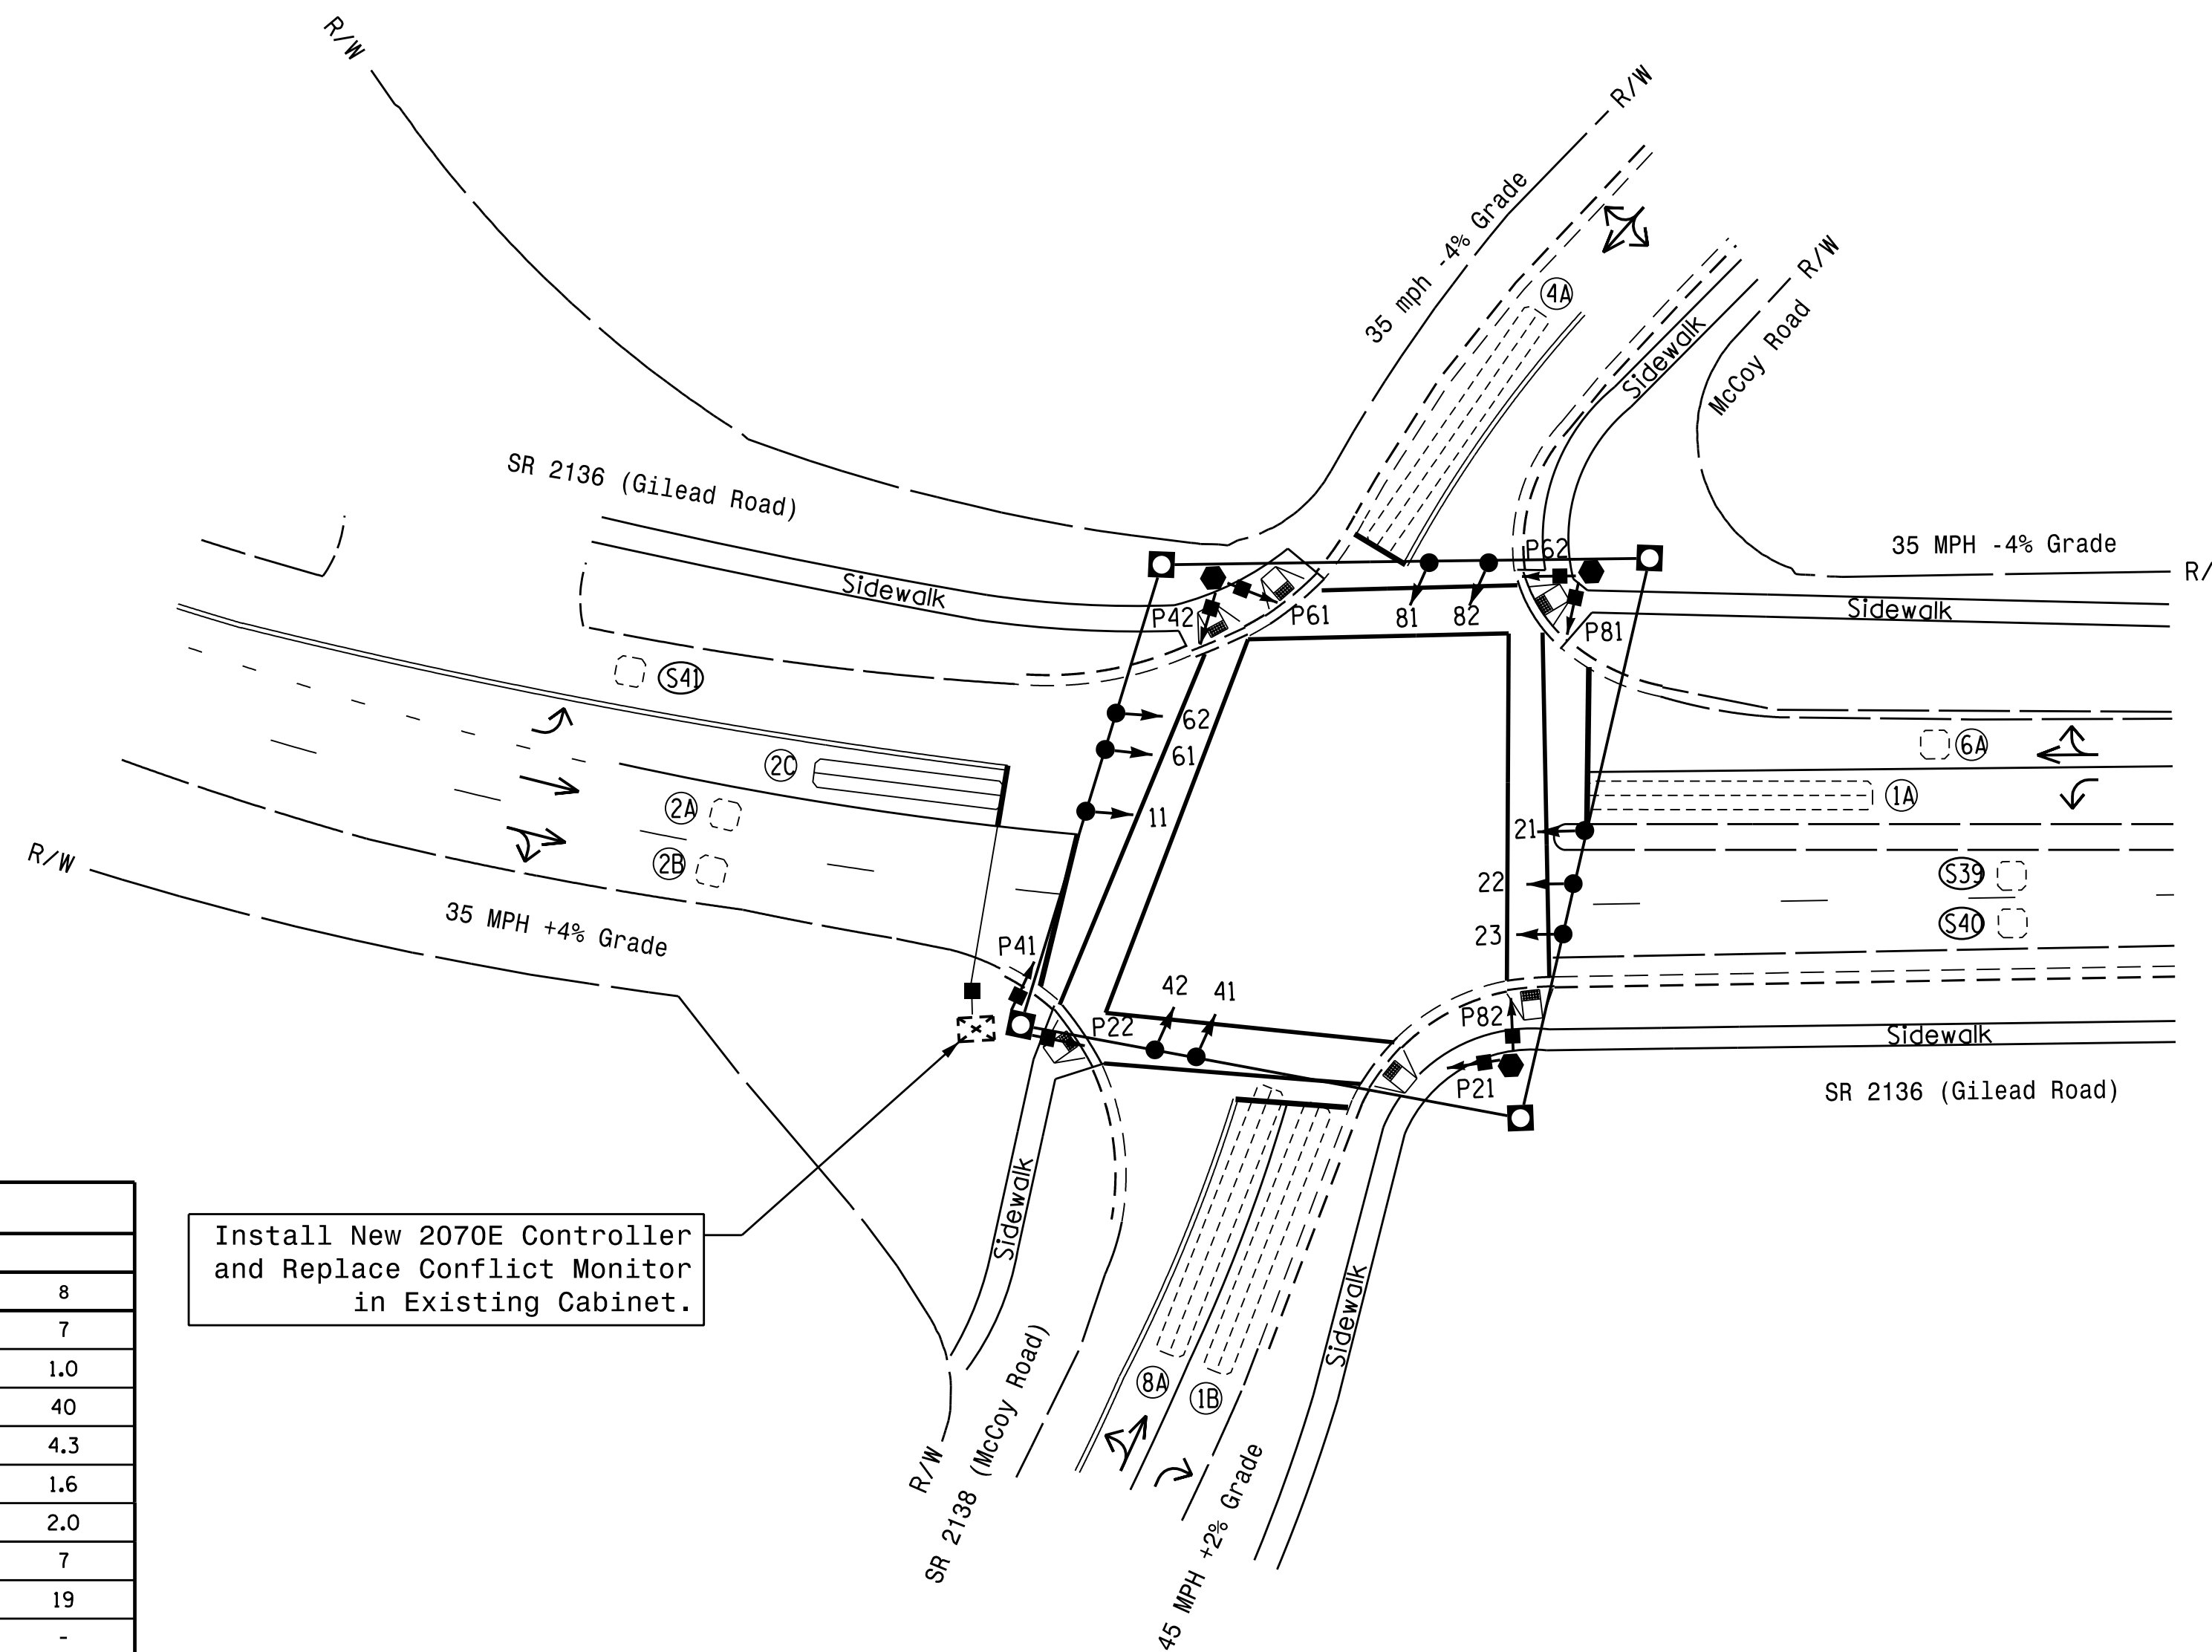 R/W
R/W
35 mph -4% Grade
4A
R/W
McCoy Road
Sidewalk
SR 2136 (Gilead Road)
Sidewalk
P62
35 MPH -4% Grade
R/
P42
P61
81
82
P81
Sidewalk
S41
62
61
11
2C
2A
2B
6A
1A
21
22
23
S39
S40
R/W
35 MPH +4% Grade
P41
P22
42
41
P82
P21
Sidewalk
SR 2136 (Gilead Road)
Install New 2070E Controller
and Replace Conflict Monitor
in Existing Cabinet.
Sidewalk
Sidewalk
8A
1B
R/W
SR 2138 (McCoy Road)
45 MPH +2% Grade
8
7
1.0
40
4.3
1.6
2.0
7
19
-